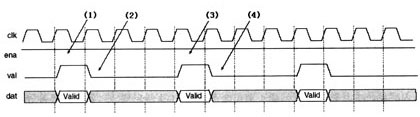 (1) (2) (3) (4)
clk
ena
val
dat Valid Valid Valid